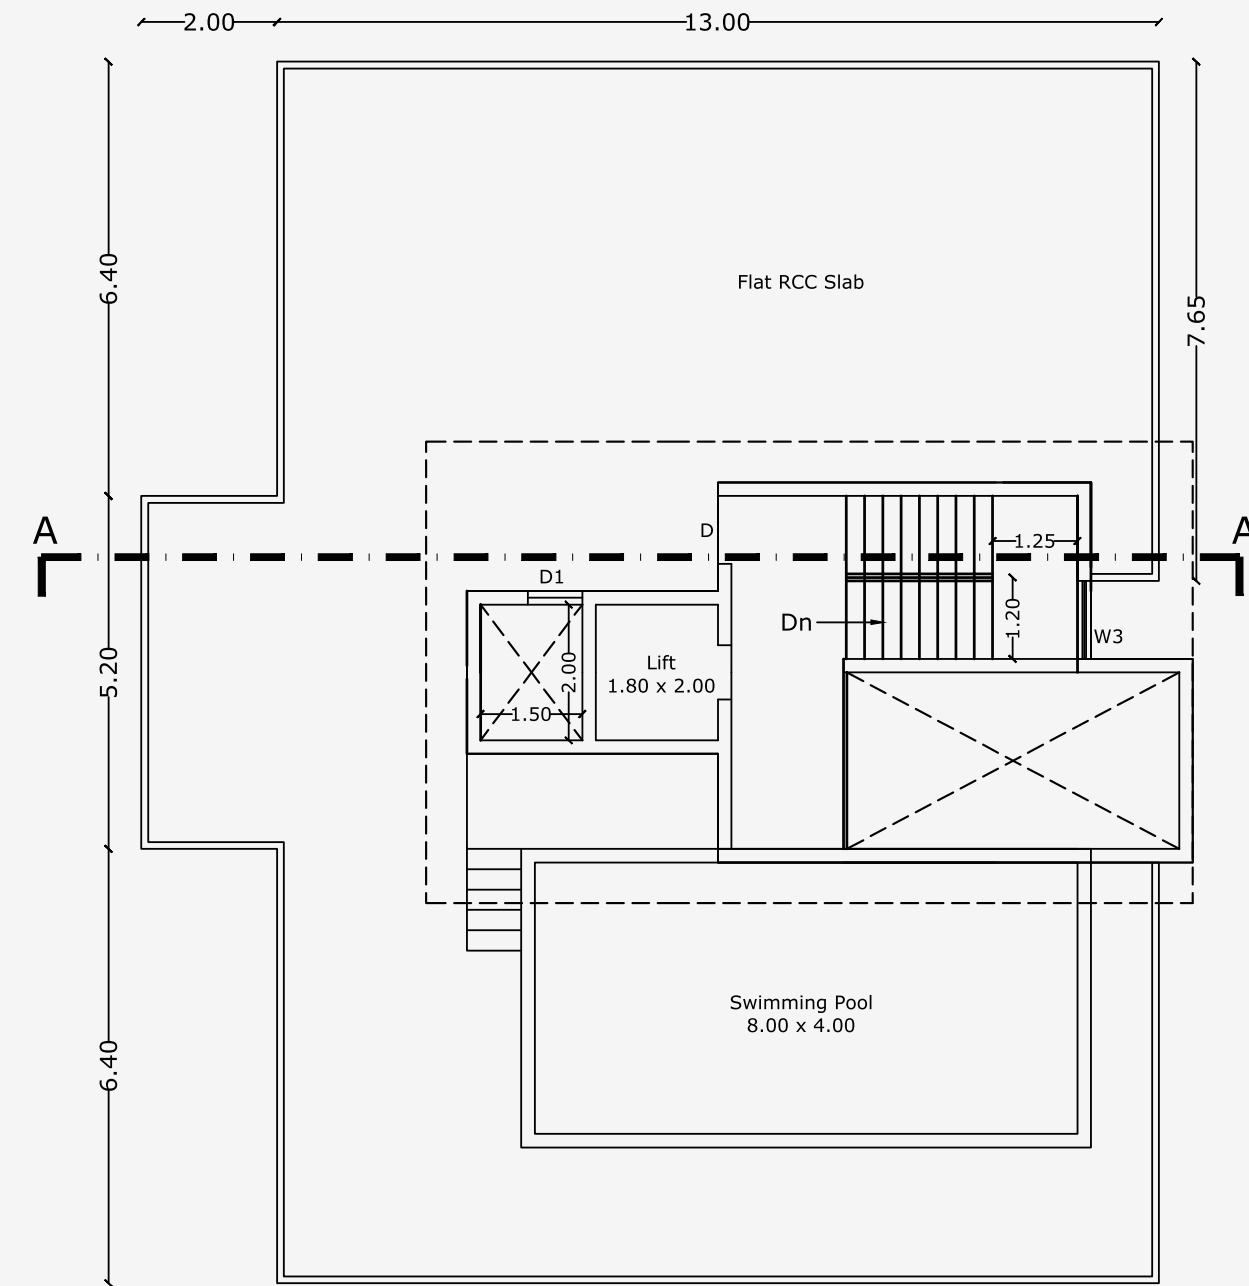 2.00
13.00
6.40
Flat RCC Slab
7.65
A
D
1.25
A
D1
1.20
Dn
W3
5.20
2.00
Lift
1.80 x 2.00
1.50
Swimming Pool
8.00 x 4.00
6.40